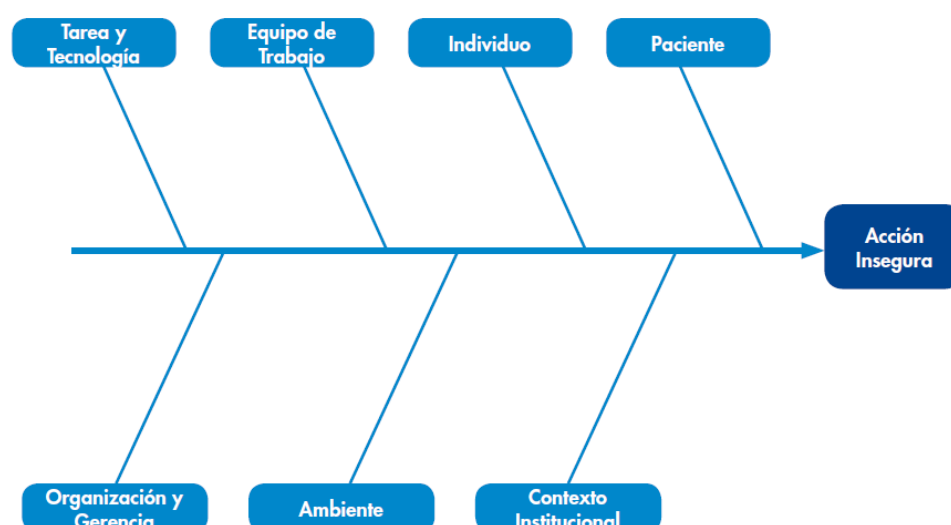 Tarea y
Tecnología
Equipo de
Trabajo
Individuo
Paciente
Acción
Insegura
Organización y
Gerencia
Ambiente
Contexto
Institucional